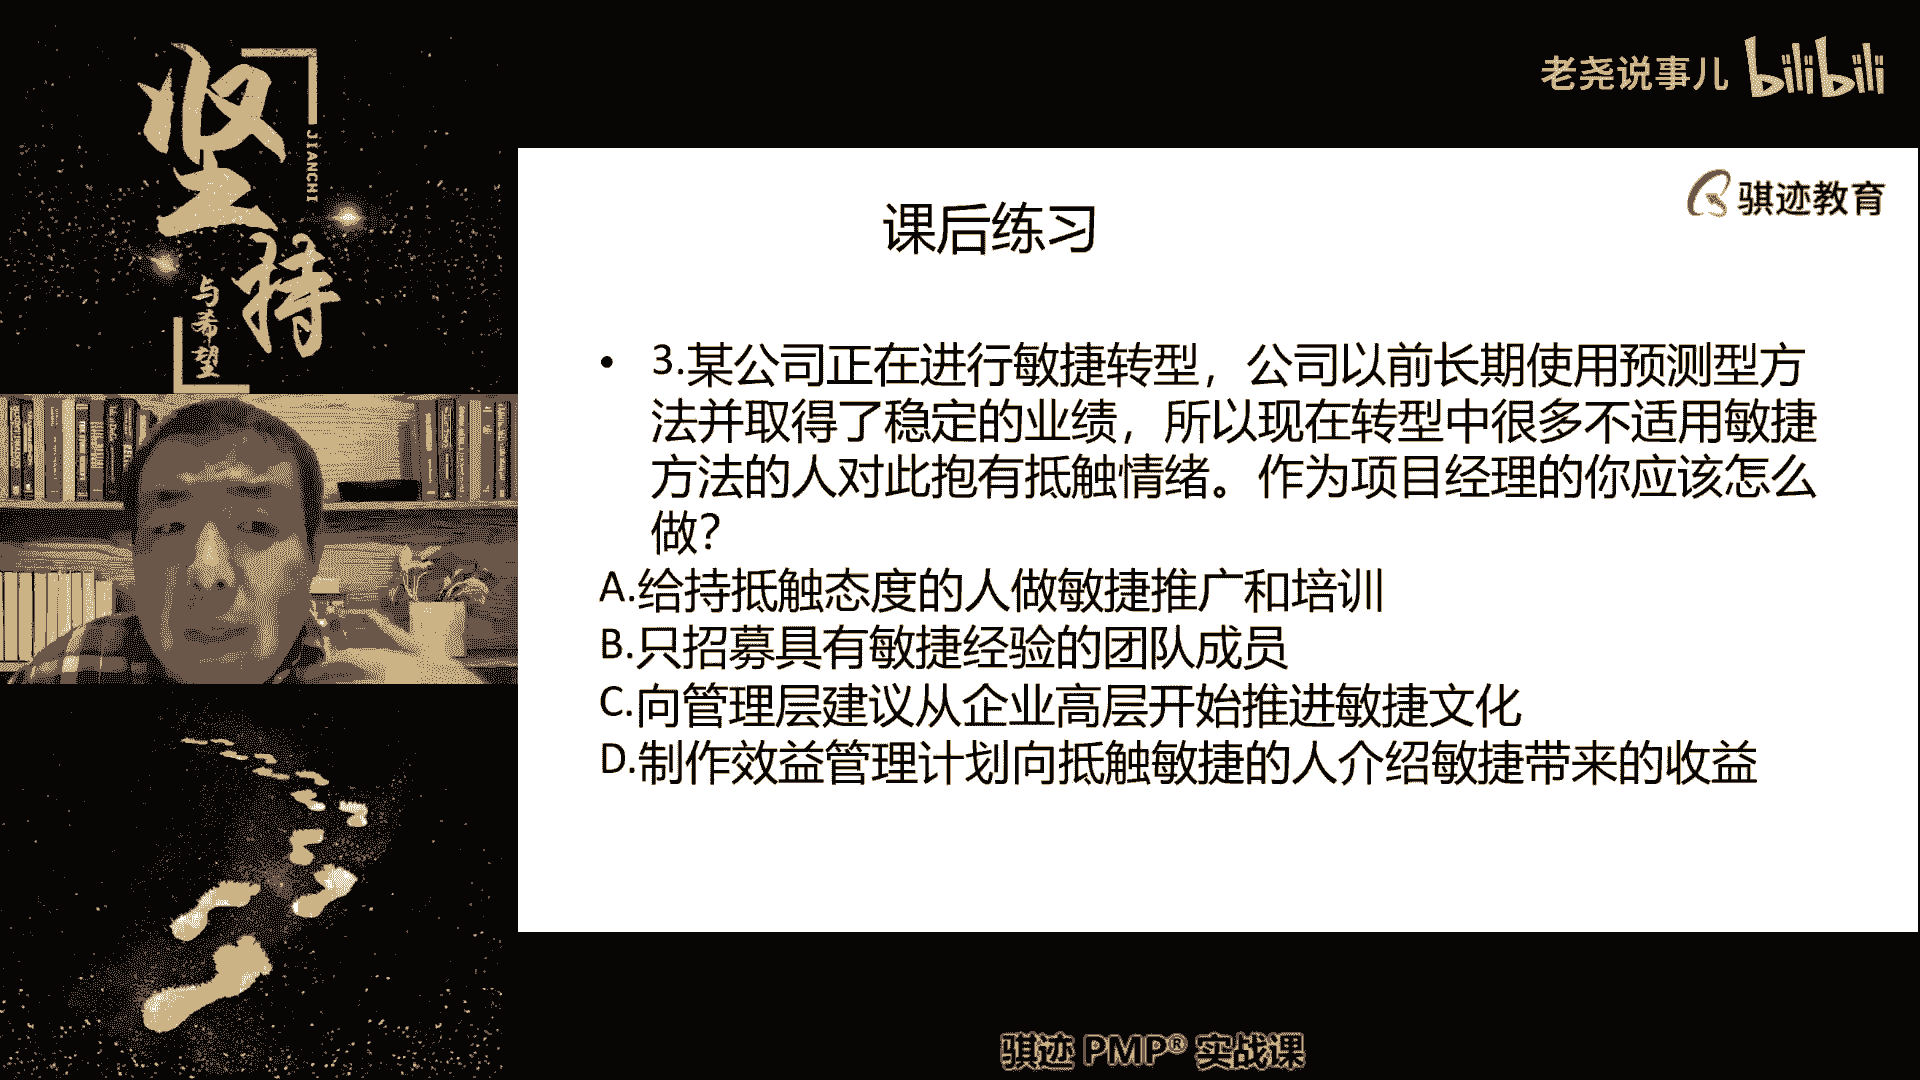 坚持
JIANCHI
与希望
老尧说事儿 bilibili
骐迹教育
课后练习
• 3.某公司正在进行敏捷转型，公司以前长期使用预测型方
法并取得了稳定的业绩，所以现在转型中很多不适用敏捷
方法的人对此抱有抵触情绪。作为项目经理的你应该怎么
做？
A.给持抵触态度的人做敏捷推广和培训
B.只招募具有敏捷经验的团队成员
C.向管理层建议从企业高层开始推进敏捷文化
D.制作效益管理计划向抵触敏捷的人介绍敏捷带来的收益
骐迹 PMP® 实战课